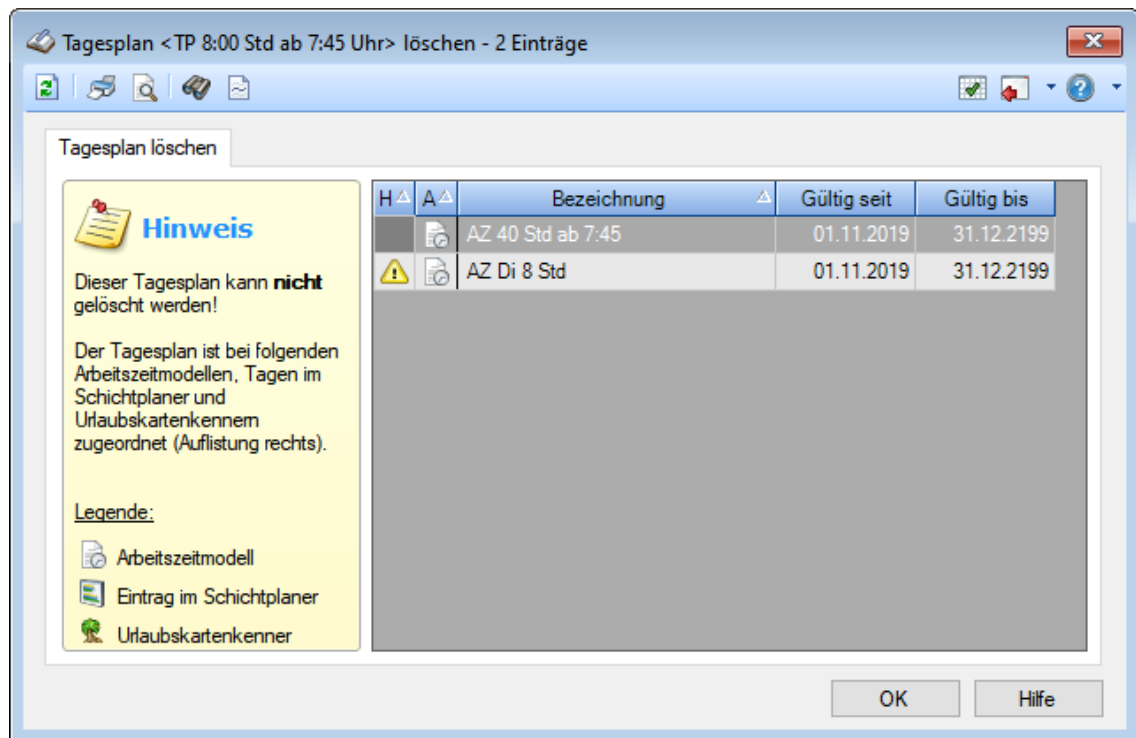 Tagesplan <TP 8:00 Std ab 7:45 Uhr> löschen - 2 Einträge
Tagesplan löschen
Hinweis
Dieser Tagesplan kann nicht
gelöscht werden!
Der Tagesplan ist bei folgenden
Arbeitszeitmodellen, Tagen im
Schichtplaner und
Urlaubskartenkennern
zugeordnet (Auflistung rechts).
Legende:
Arbeitszeitmodell
Eintrag im Schichtplaner
Urlaubskartenkenner
H A Bezeichnung Gültig seit Gültig bis
AZ 40 Std ab 7:45 01.11.2019 31.12.2199
AZ Di 8 Std 01.11.2019 31.12.2199
OK Hilfe